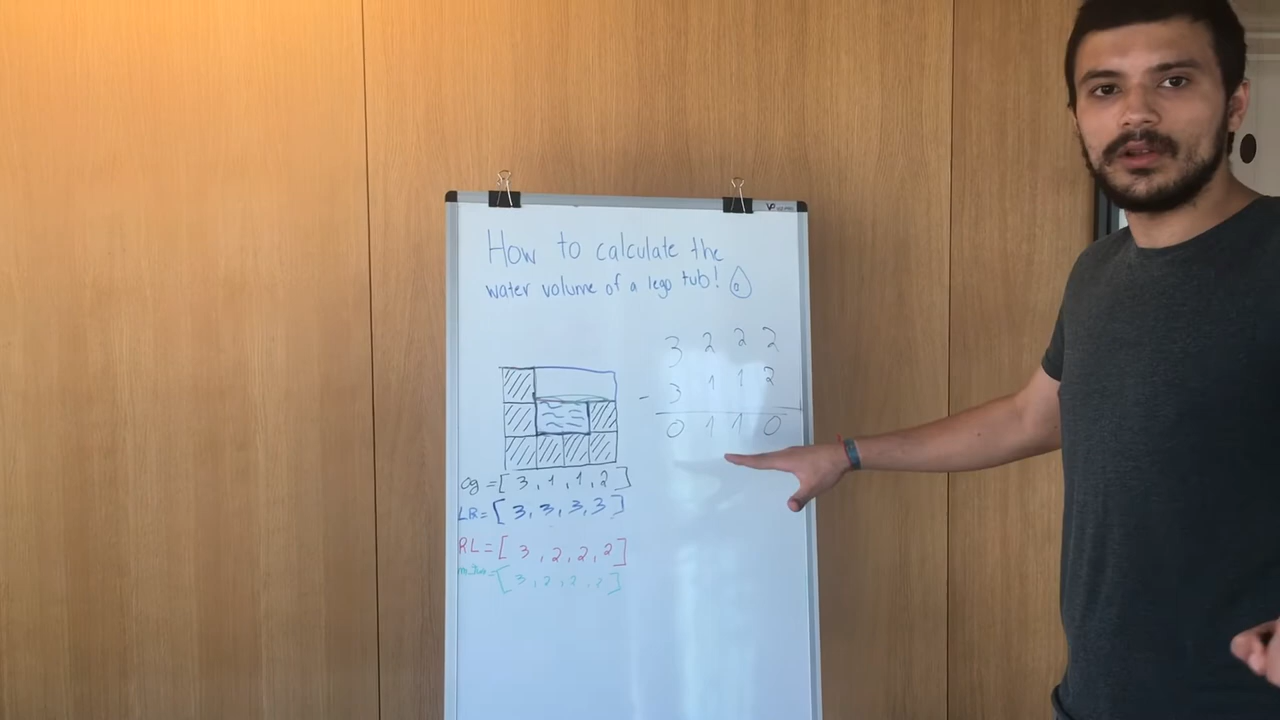 How to calculate the
water volume of a lego tub!
3 2 2 2
3 1 1 2
-
0 1 1 0
og = [ 3 , 1 , 1 , 2 ]
LR = [ 3 , 3 , 3 , 3 ]
RL = [ 3 , 2 , 2 , 2 ]
= [ 3 , 2 , 2 , 2 ]